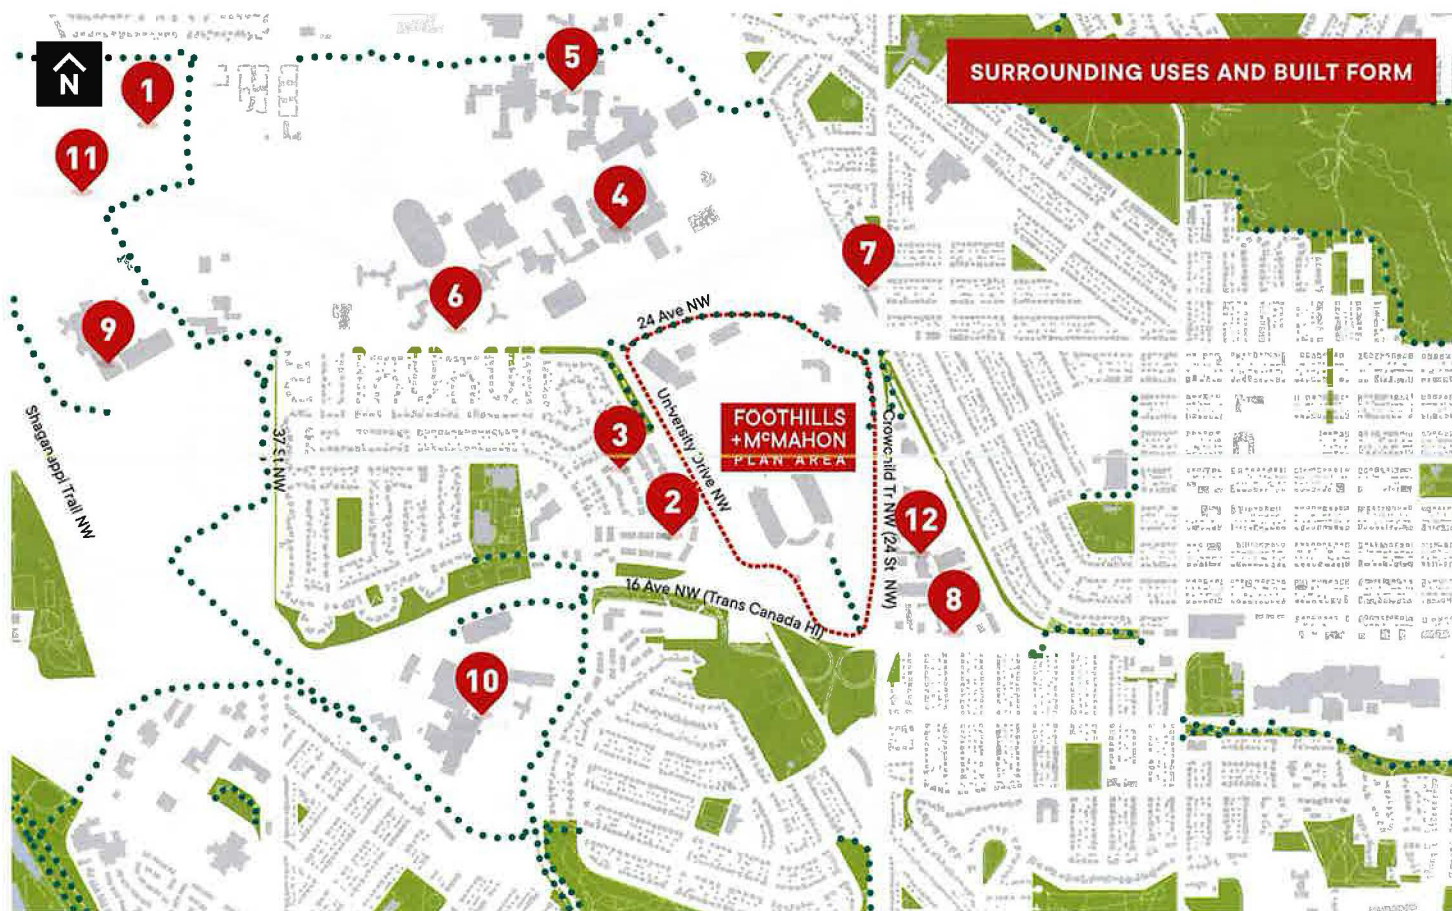 SURROUNDING USES AND BUILT FORM
N
5
1
11
4
7
6
24 Ave NW
9
FOOTHILLS
+McMAHON
PLAN AREA
University Drive NW
Crowchild Tr NW (24 St NW)
3
37 St NW
Shaganappi Trail NW
2
12
8
16 Ave NW (Trans Canada HI)
10